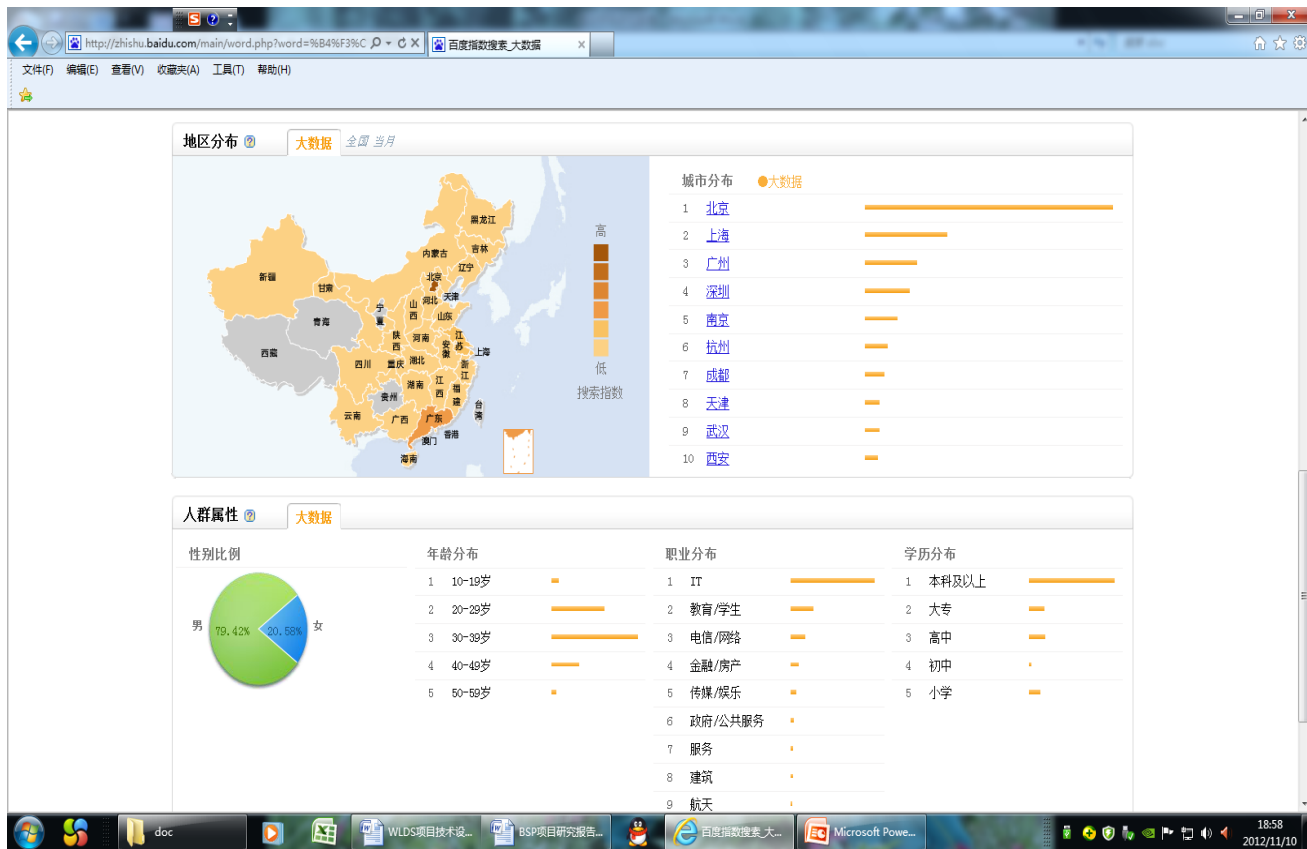 http://zhishu.baidu.com/main/word.php?word=%B4%F3%C
百度指数搜索_大数据
文件(F) 编辑(E) 查看(V) 收藏夹(A) 工具(T) 帮助(H)
地区分布 大数据 全国 当月
黑龙江
吉林
内蒙古
辽宁
北京
新疆
甘肃
天津
河北
山西
宁夏
青海
山东
陕西
河南
江苏
安徽
上海
西藏
四川
重庆
湖北
浙江
湖南
江西
福建
贵州
云南
广西
广东
台湾
香港
澳门
海南
高
低
搜索指数
城市分布 大数据
1 北京
2 上海
3 广州
4 深圳
5 南京
6 杭州
7 成都
8 天津
9 武汉
10 西安
人群属性 大数据
性别比例
男 79.42% 20.58% 女
年龄分布
1 10-19岁
2 20-29岁
3 30-39岁
4 40-49岁
5 50-59岁
职业分布
1 IT
2 教育/学生
3 电信/网络
4 金融/房产
5 传媒/娱乐
6 政府/公共服务
7 服务
8 建筑
9 航天
学历分布
1 本科及以上
2 大专
3 高中
4 初中
5 小学
doc
WLDS项目技术设...
BSP项目研究报告...
百度指数搜索_大...
Microsoft Powe...
18:58
2012/11/10